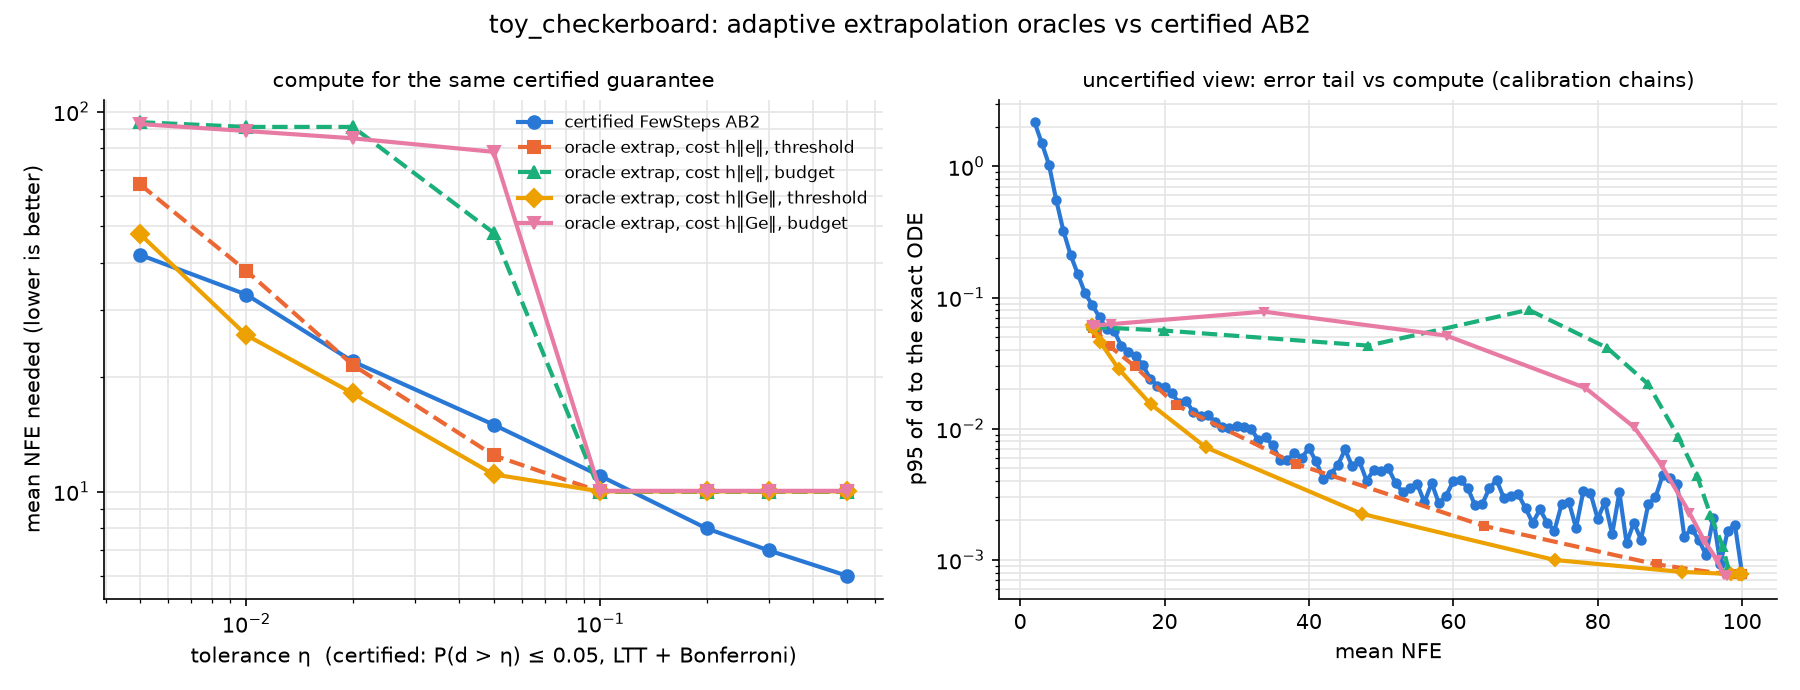 toy_checkerboard: adaptive extrapolation oracles vs certified AB2
compute for the same certified guarantee
mean NFE needed (lower is better)
10²
10¹
certified FewSteps AB2
oracle extrap, cost h‖e‖, threshold
oracle extrap, cost h‖e‖, budget
oracle extrap, cost h‖Ge‖, threshold
oracle extrap, cost h‖Ge‖, budget
10⁻²
10⁻¹
tolerance η (certified: P(d > η) ≤ 0.05, LTT + Bonferroni)
uncertified view: error tail vs compute (calibration chains)
p95 of d to the exact ODE
10⁰
10⁻¹
10⁻²
10⁻³
0
20
40
60
80
100
mean NFE